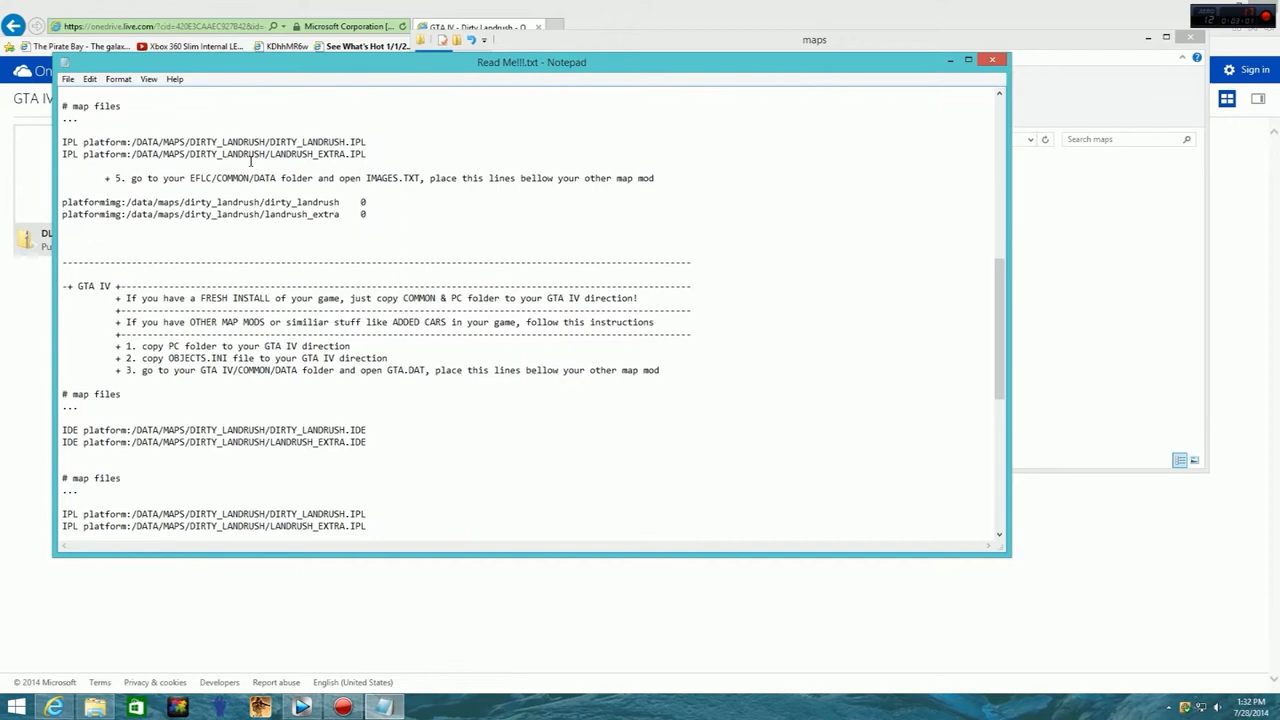 https://onedrive.live.com/?cid=420E3CAAEC927B42&id=
Microsoft Corporation [...
GTA IV - Dirty Landrush - O...
The Pirate Bay - The galax...
Xbox 360 Slim Internal LE...
KDhhMR6w
See What's Hot 1/1/2...
maps
12
Sign in
GTA IV
Search maps
DL
Pu
Read Me!!!.txt - Notepad
File Edit Format View Help
# map files
...
IPL platform:/DATA/MAPS/DIRTY_LANDRUSH/DIRTY_LANDRUSH.IPL
IPL platform:/DATA/MAPS/DIRTY_LANDRUSH/LANDRUSH_EXTRA.IPL
+ 5. go to your EFLC/COMMON/DATA folder and open IMAGES.TXT, place this lines bellow your other map mod
platformimg:/data/maps/dirty_landrush/dirty_landrush 0
platformimg:/data/maps/dirty_landrush/landrush_extra 0
-+ GTA IV +
+ If you have a FRESH INSTALL of your game, just copy COMMON & PC folder to your GTA IV direction!
+ If you have OTHER MAP MODS or similiar stuff like ADDED CARS in your game, follow this instructions
+ 1. copy PC folder to your GTA IV direction
+ 2. copy OBJECTS.INI file to your GTA IV direction
+ 3. go to your GTA IV/COMMON/DATA folder and open GTA.DAT, place this lines bellow your other map mod
# map files
...
IDE platform:/DATA/MAPS/DIRTY_LANDRUSH/DIRTY_LANDRUSH.IDE
IDE platform:/DATA/MAPS/DIRTY_LANDRUSH/LANDRUSH_EXTRA.IDE
# map files
...
IPL platform:/DATA/MAPS/DIRTY_LANDRUSH/DIRTY_LANDRUSH.IPL
IPL platform:/DATA/MAPS/DIRTY_LANDRUSH/LANDRUSH_EXTRA.IPL
© 2014 Microsoft Terms Privacy & cookies Developers Report abuse English (United States)
1:32 PM
7/28/2014